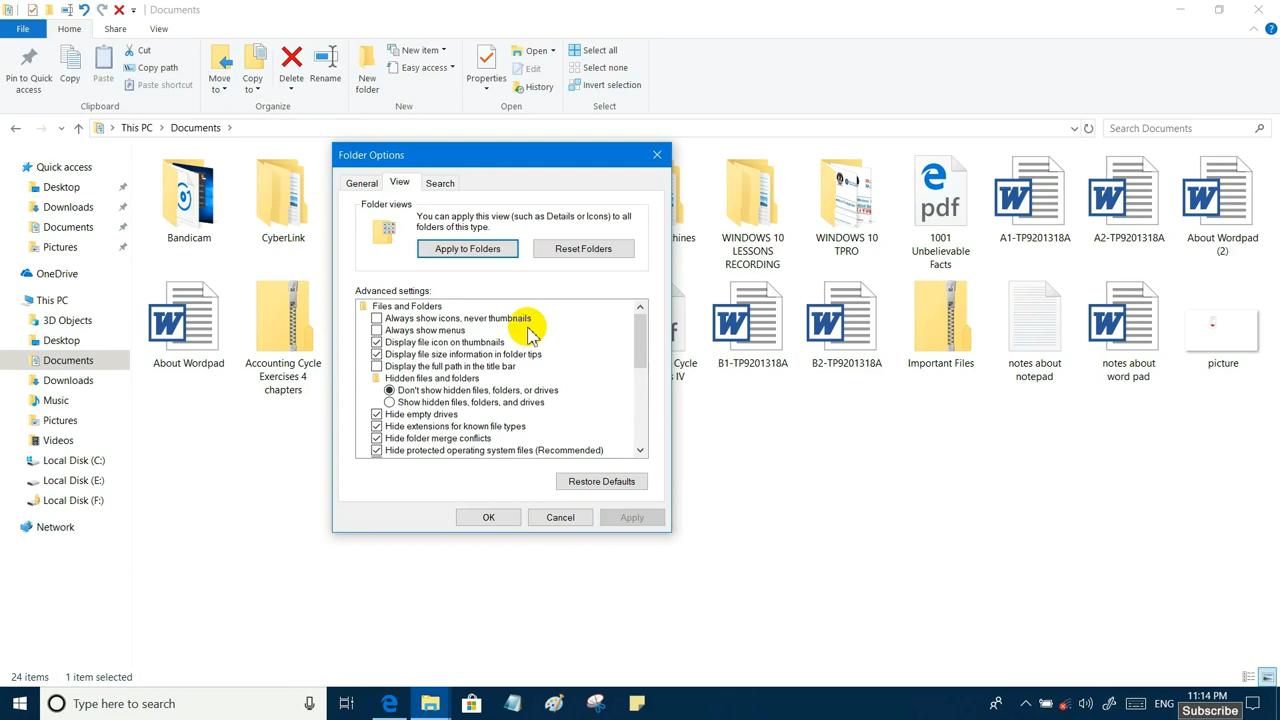 Documents
File
Home
Share
View
Pin to Quick
access
Copy
Paste
Cut
Copy path
Paste shortcut
Clipboard
Move
to
Copy
to
Delete
Rename
Organize
New
folder
New item
Easy access
New
Properties
Open
Edit
History
Open
Select all
Select none
Invert selection
Select
This PC
Documents
Search Documents
Quick access
Desktop
Downloads
Documents
Pictures
OneDrive
This PC
3D Objects
Desktop
Documents
Downloads
Music
Pictures
Videos
Local Disk (C:)
Local Disk (E:)
Local Disk (F:)
Network
Bandicam
CyberLink
WINDOWS 10
LESSONS
RECORDING
WINDOWS 10
TPRO
pdf
1001
Unbelievable
Facts
A1-TP9201318A
A2-TP9201318A
About Wordpad
(2)
About Wordpad
Accounting Cycle
Exercises 4
chapters
B1-TP9201318A
B2-TP9201318A
Important Files
notes about
notepad
notes about
word pad
picture
Folder Options
General
View
Search
Folder views
You can apply this view (such as Details or Icons) to all
folders of this type.
Apply to Folders
Reset Folders
Advanced settings:
Files and Folders
Always show icons, never thumbnails
Always show menus
Display file icon on thumbnails
Display file size information in folder tips
Display the full path in the title bar
Hidden files and folders
Don't show hidden files, folders, or drives
Show hidden files, folders, and drives
Hide empty drives
Hide extensions for known file types
Hide folder merge conflicts
Hide protected operating system files (Recommended)
Restore Defaults
OK
Cancel
Apply
24 items
1 item selected
Type here to search
ENG
11:14 PM
Subscribe